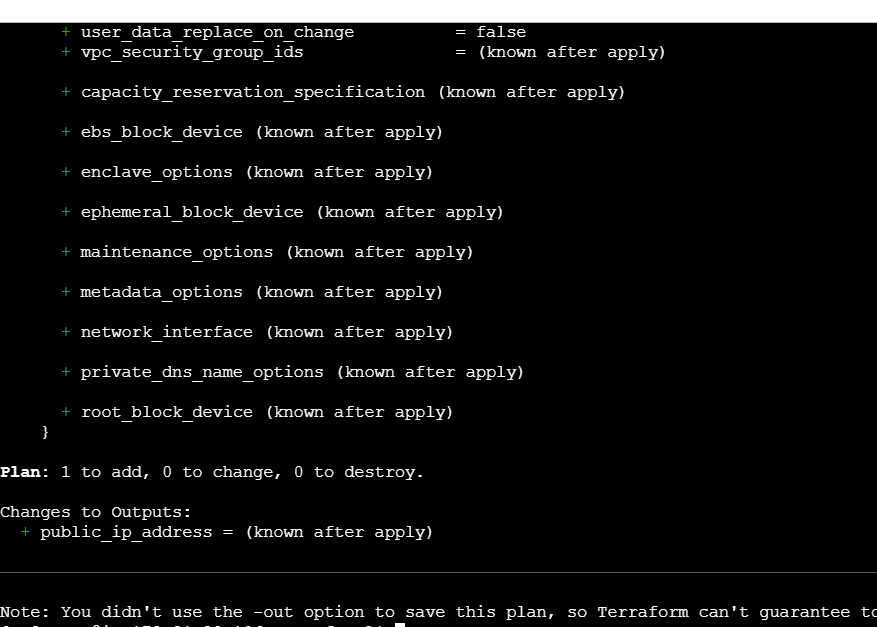 + user_data_replace_on_change = false
+ vpc_security_group_ids = (known after apply)
+ capacity_reservation_specification (known after apply)
+ ebs_block_device (known after apply)
+ enclave_options (known after apply)
+ ephemeral_block_device (known after apply)
+ maintenance_options (known after apply)
+ metadata_options (known after apply)
+ network_interface (known after apply)
+ private_dns_name_options (known after apply)
+ root_block_device (known after apply)
}
Plan: 1 to add, 0 to change, 0 to destroy.
Changes to Outputs:
+ public_ip_address = (known after apply)
Note: You didn't use the -out option to save this plan, so Terraform can't guarantee to